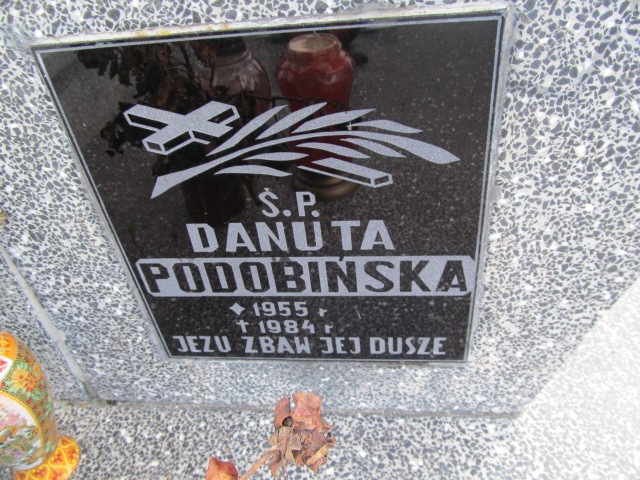 Ś.P.
DANUTA
PODOBIŃSKA
1955 r
† 1984 r
JEZU ZBAW JEJ DUSZE